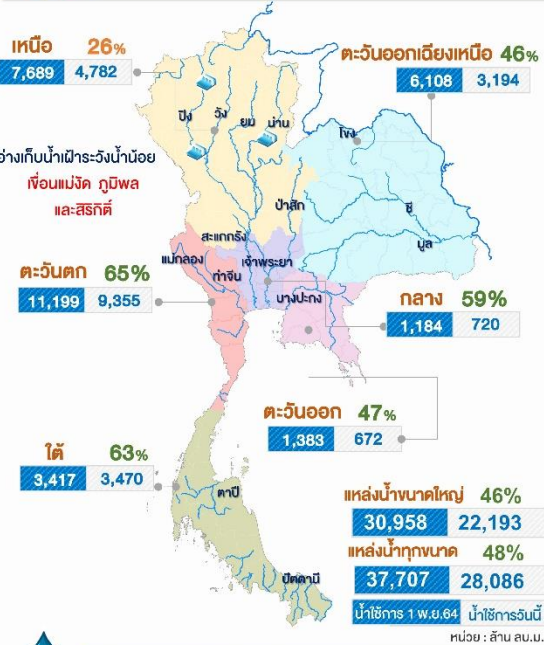 เหนือ 26%
7,689 4,782
ตะวันออกเฉียงเหนือ 46%
6,108 3,194
ปิง วัง ยม น่าน
โขง
อ่างเก็บน้ำเฝ้าระวังน้ำน้อย
เขื่อนแม่งัด ภูมิพล
และสิริกิติ์
ป่าสัก
ชี
มูล
สะแกกรัง
แม่กลอง
ท่าจีน
เจ้าพระยา
บางปะกง
ตะวันตก 65%
11,199 9,355
กลาง 59%
1,184 720
ตะวันออก 47%
1,383 672
ใต้ 63%
3,417 3,470
ตาปี
ปัตตานี
แหล่งน้ำขนาดใหญ่ 46%
30,958 22,193
แหล่งน้ำทุกขนาด 48%
37,707 28,086
น้ำใช้การ 1 พ.ย.64 น้ำใช้การวันนี้
หน่วย : ล้าน ลบ.ม.